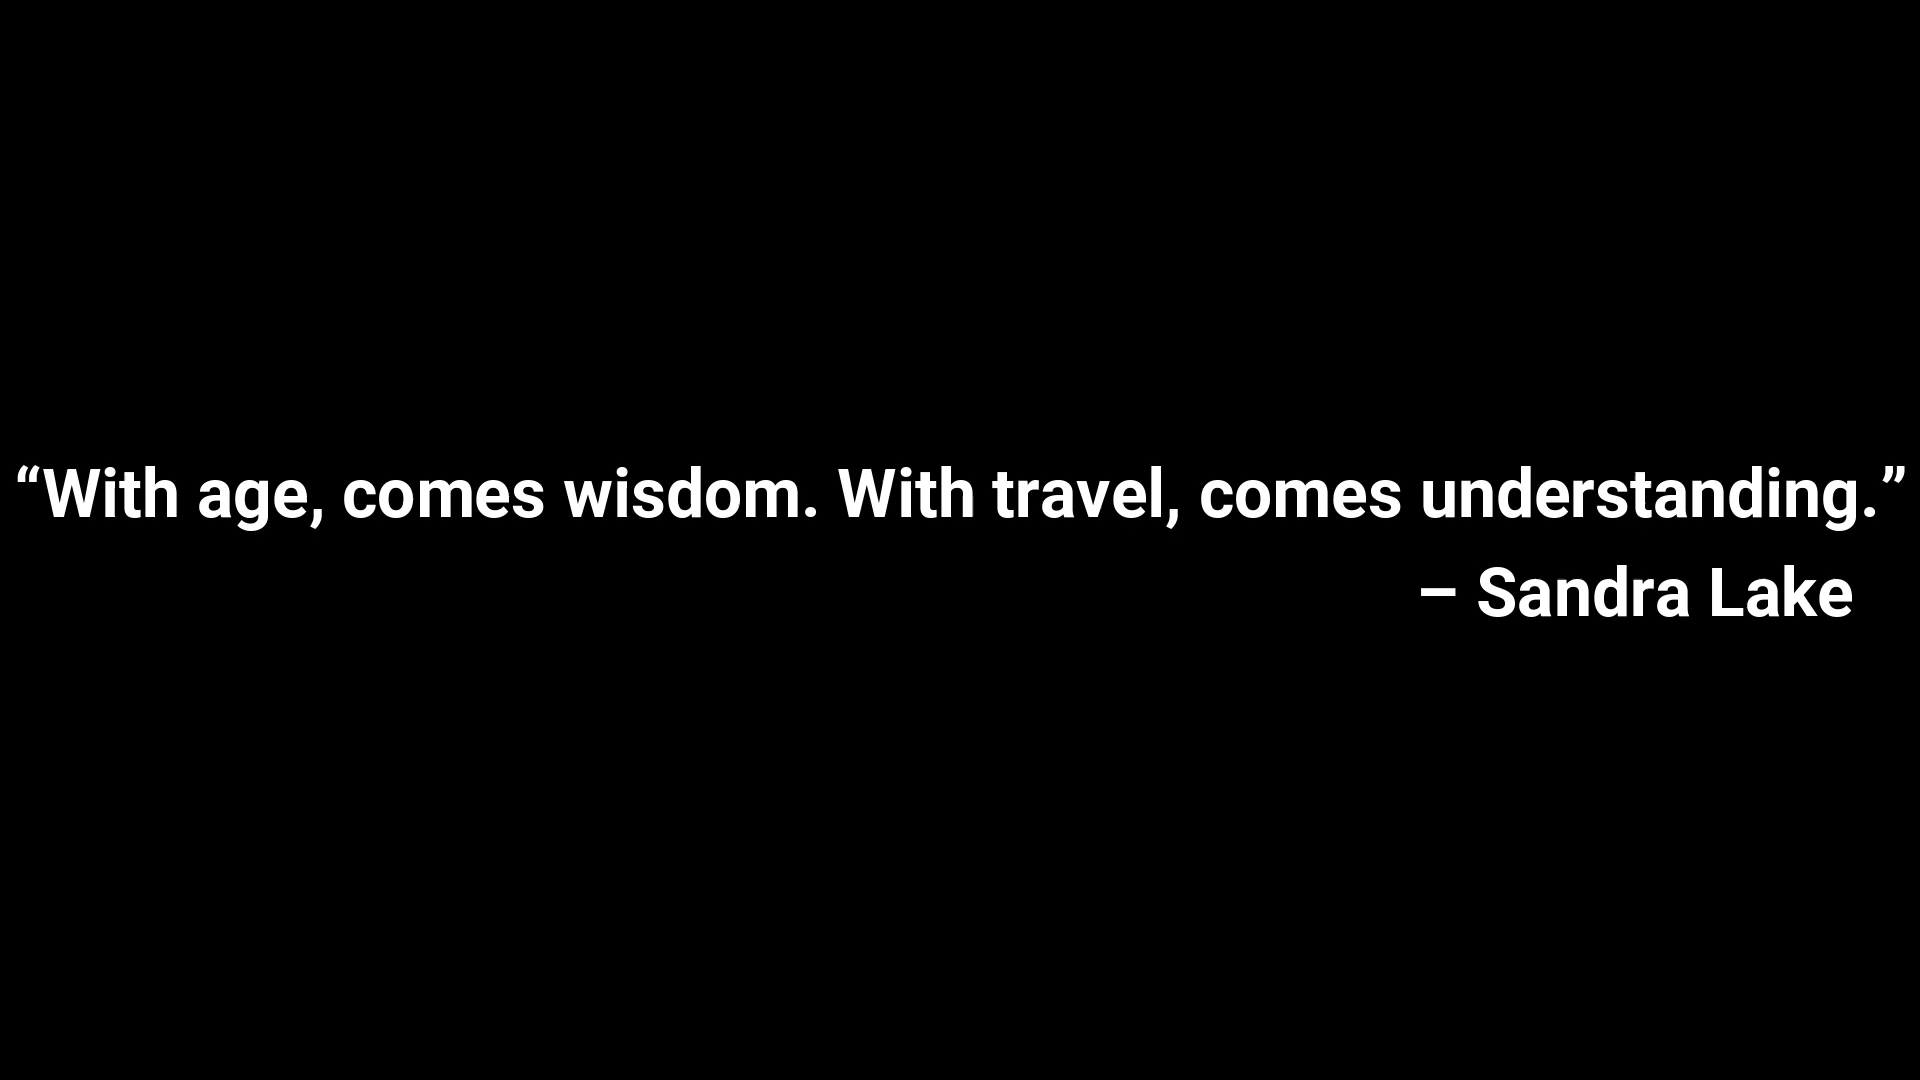 “With age, comes wisdom. With travel, comes understanding.”
– Sandra Lake